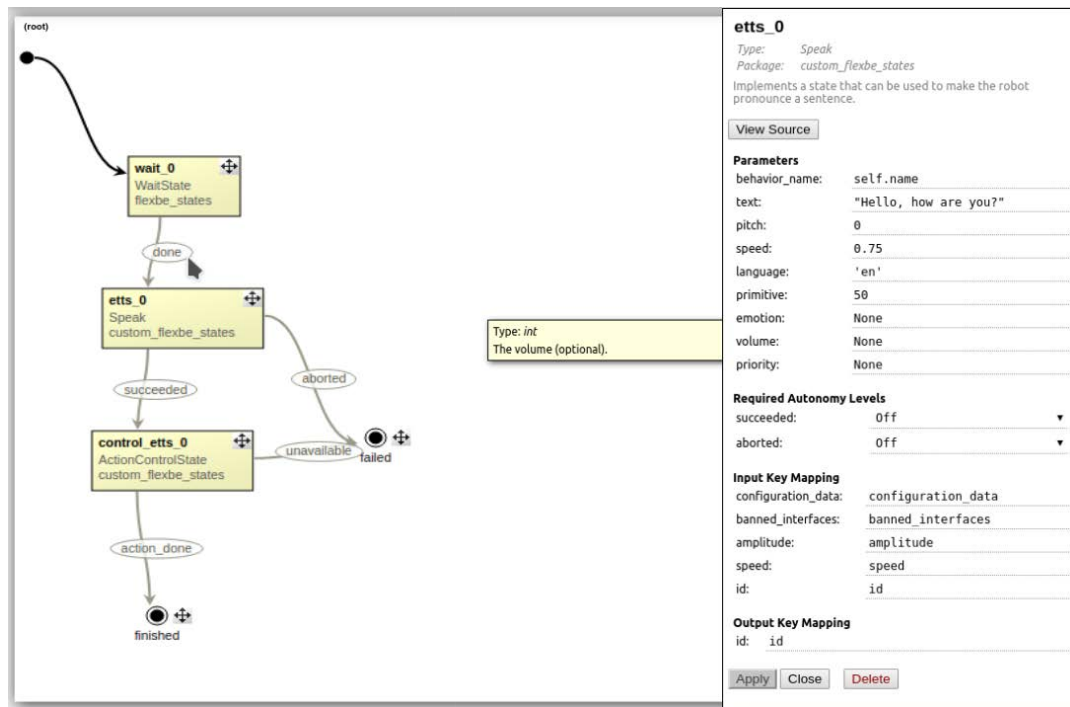 (root)
wait_0
WaitState
flexbe_states
done
etts_0
Speak
custom_flexbe_states
succeeded
aborted
control_etts_0
ActionControlState
custom_flexbe_states
unavailable
failed
action_done
finished
Type: int
The volume (optional).
etts_0
Type: Speak
Package: custom_flexbe_states
Implements a state that can be used to make the robot
pronounce a sentence.
View Source
Parameters
behavior_name: self.name
text: "Hello, how are you?"
pitch: 0
speed: 0.75
language: 'en'
primitive: 50
emotion: None
volume: None
priority: None
Required Autonomy Levels
succeeded: Off
aborted: Off
Input Key Mapping
configuration_data: configuration_data
banned_interfaces: banned_interfaces
amplitude: amplitude
speed: speed
id: id
Output Key Mapping
id: id
Apply Close Delete